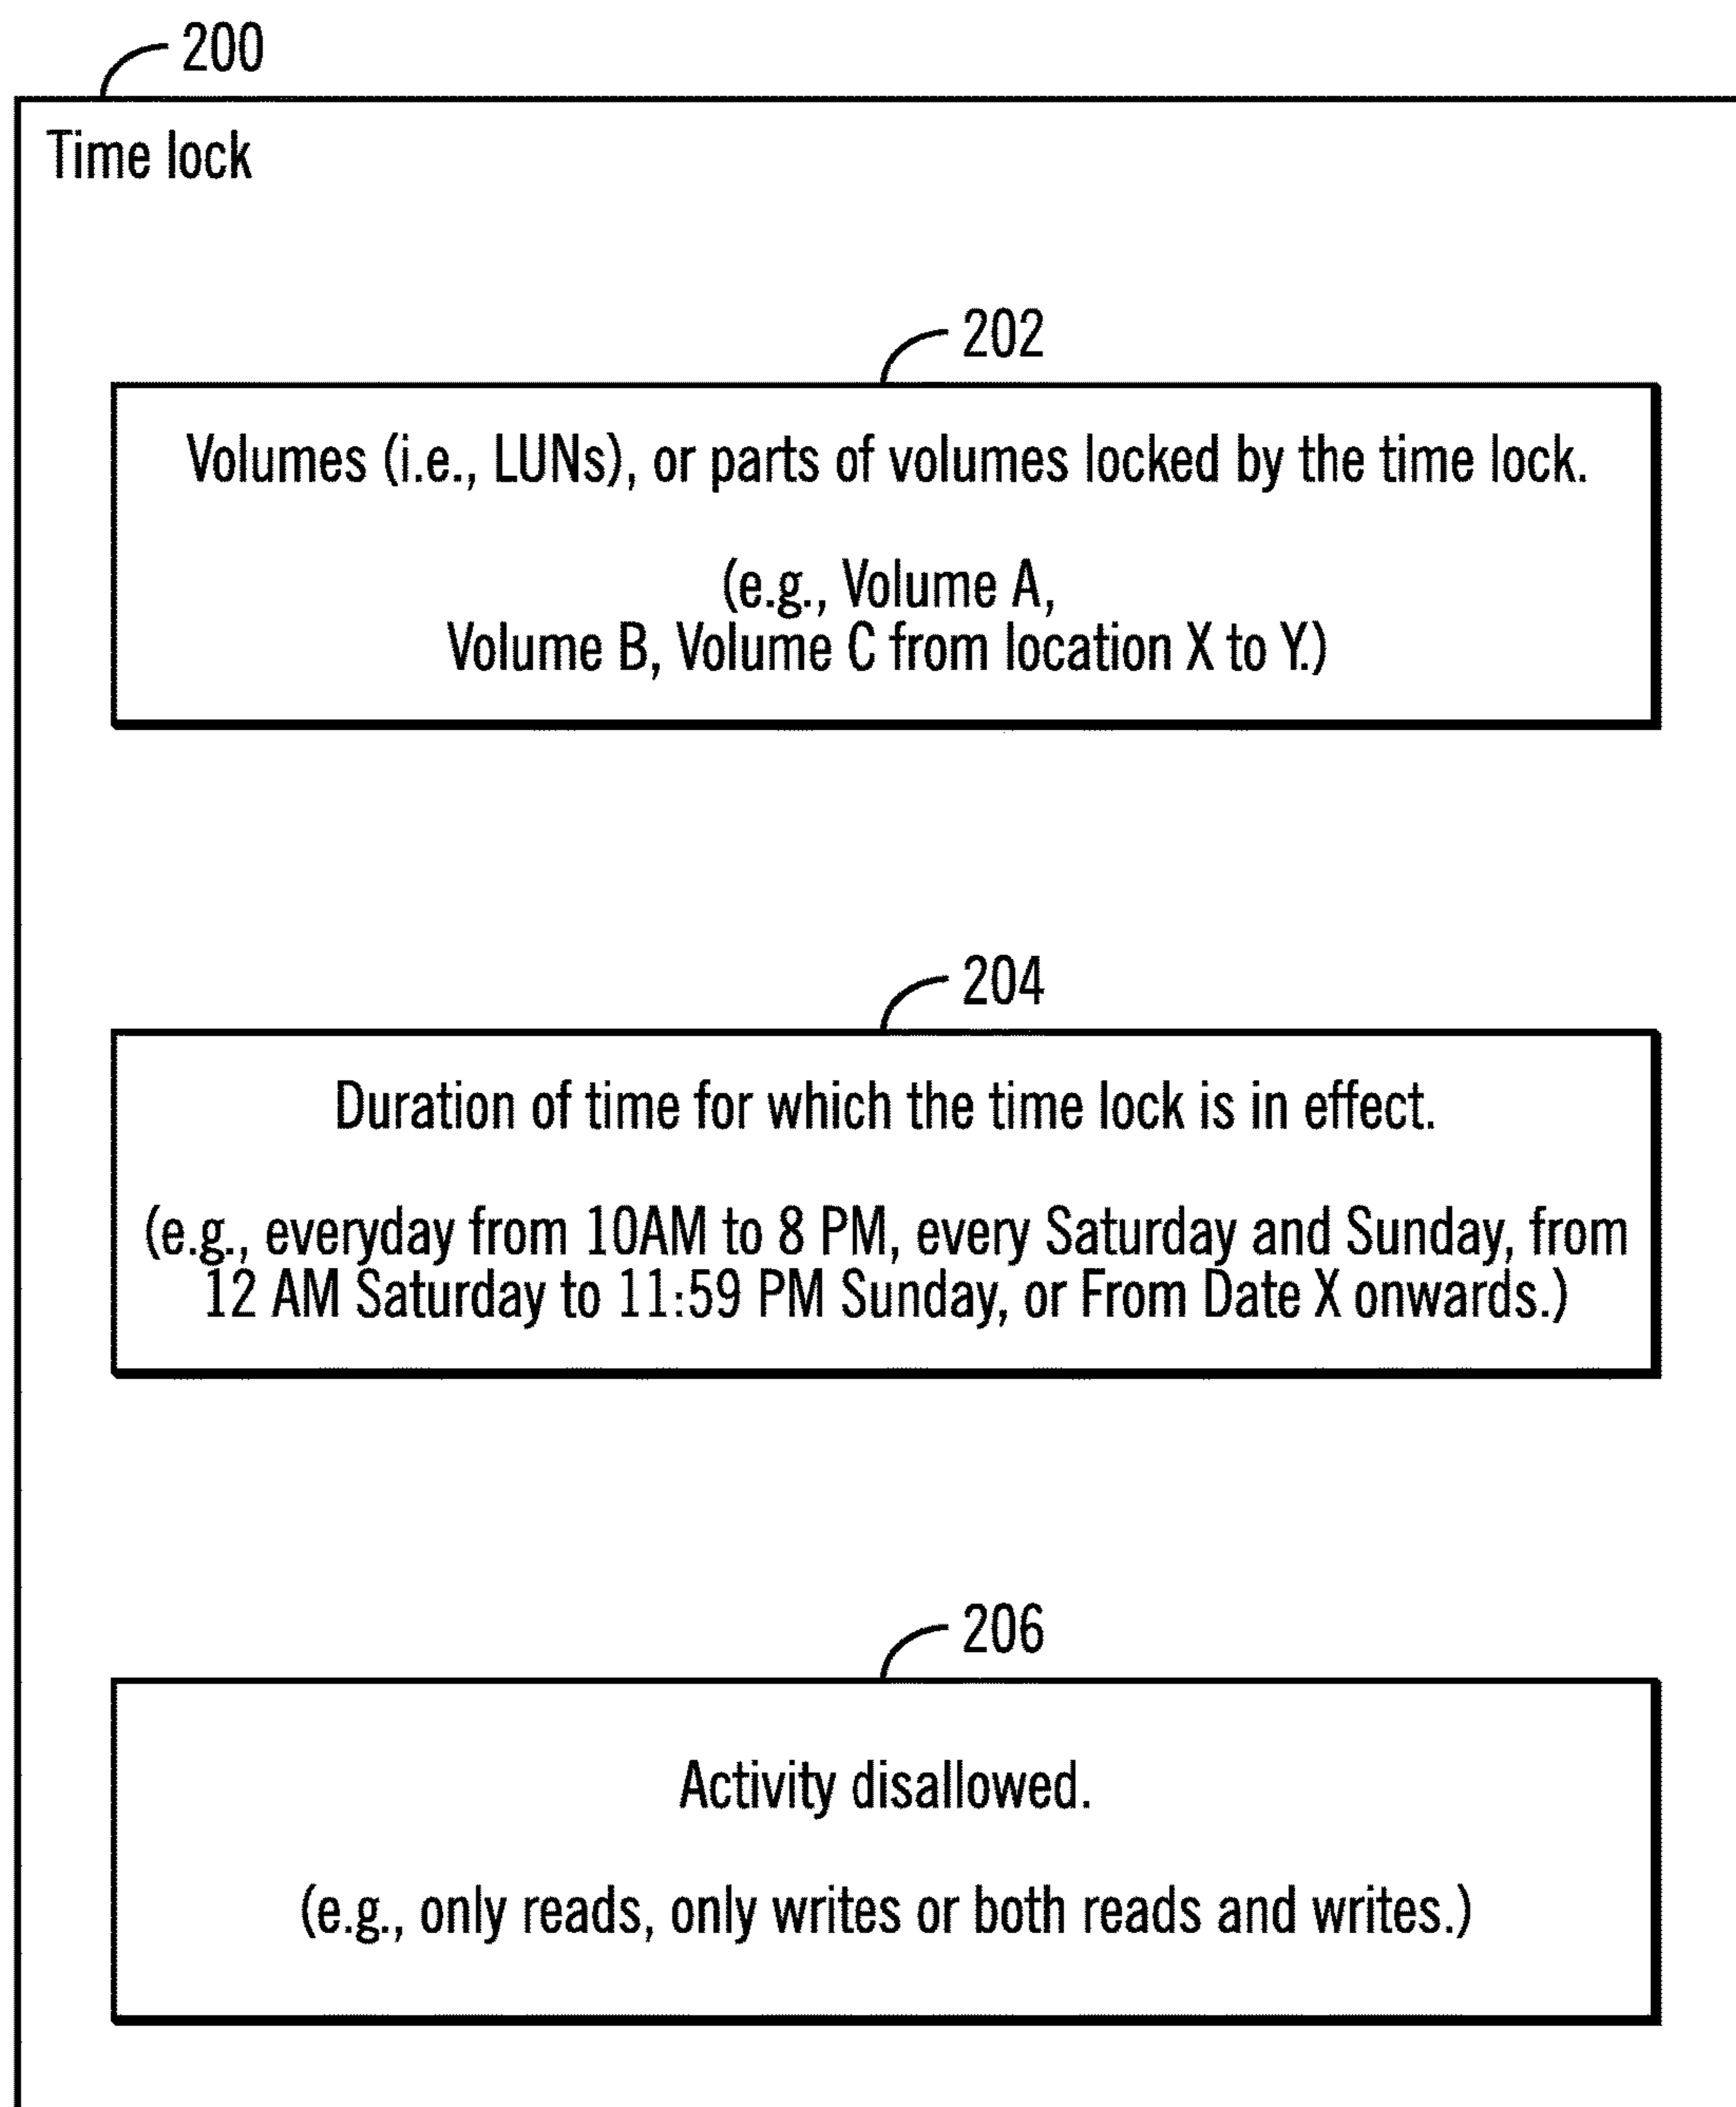 200
Time lock
202
Volumes (i.e., LUNs), or parts of volumes locked by the time lock.
(e.g., Volume A,
Volume B, Volume C from location X to Y.)
204
Duration of time for which the time lock is in effect.
(e.g., everyday from 10AM to 8 PM, every Saturday and Sunday, from
12 AM Saturday to 11:59 PM Sunday, or From Date X onwards.)
206
Activity disallowed.
(e.g., only reads, only writes or both reads and writes.)